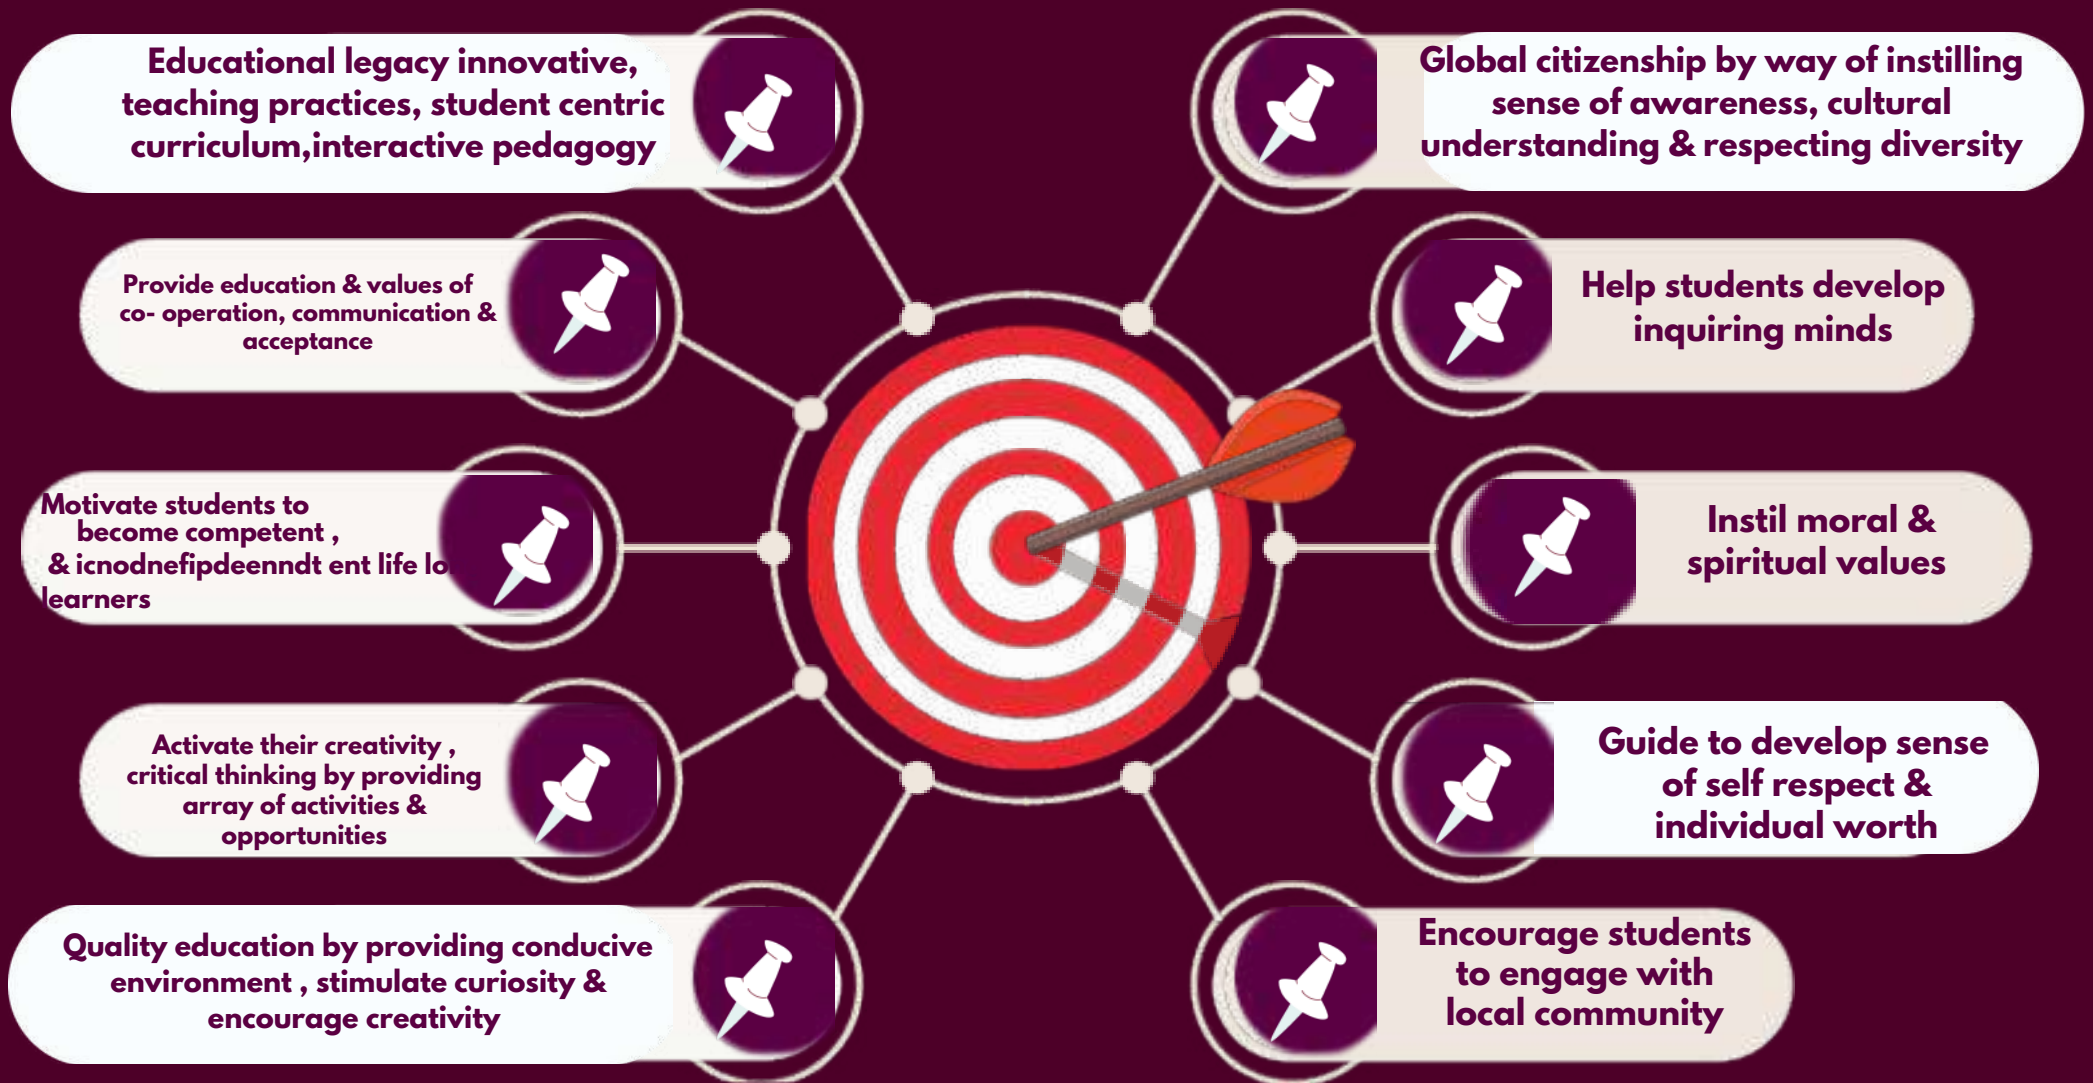 Educational legacy innovative,
teaching practices, student centric
curriculum,interactive pedagogy
Provide education & values of
co- operation, communication &
acceptance
Motivate students to
become competent ,
& icnodnefipdeenndt ent life lo
learners
Activate their creativity ,
critical thinking by providing
array of activities &
opportunities
Quality education by providing conducive
environment , stimulate curiosity &
encourage creativity
Global citizenship by way of instilling
sense of awareness, cultural
understanding & respecting diversity
Help students develop
inquiring minds
Instil moral &
spiritual values
Guide to develop sense
of self respect &
individual worth
Encourage students
to engage with
local community